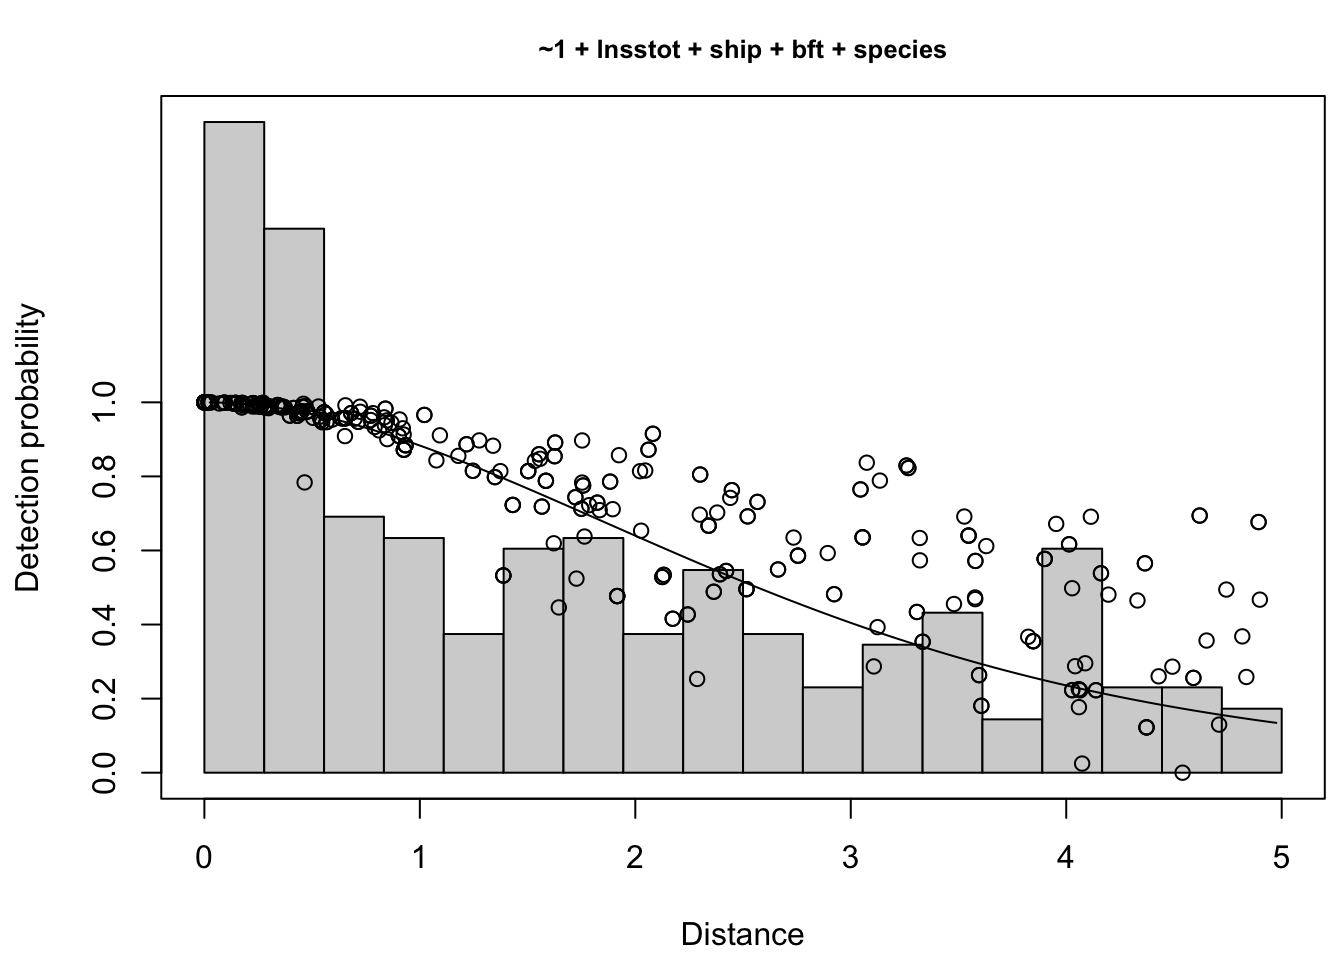 ~1 + lnsstot + ship + bft + species
Detection probability
1.0
0.8
0.6
0.4
0.2
0.0
0 1 2 3 4 5
Distance